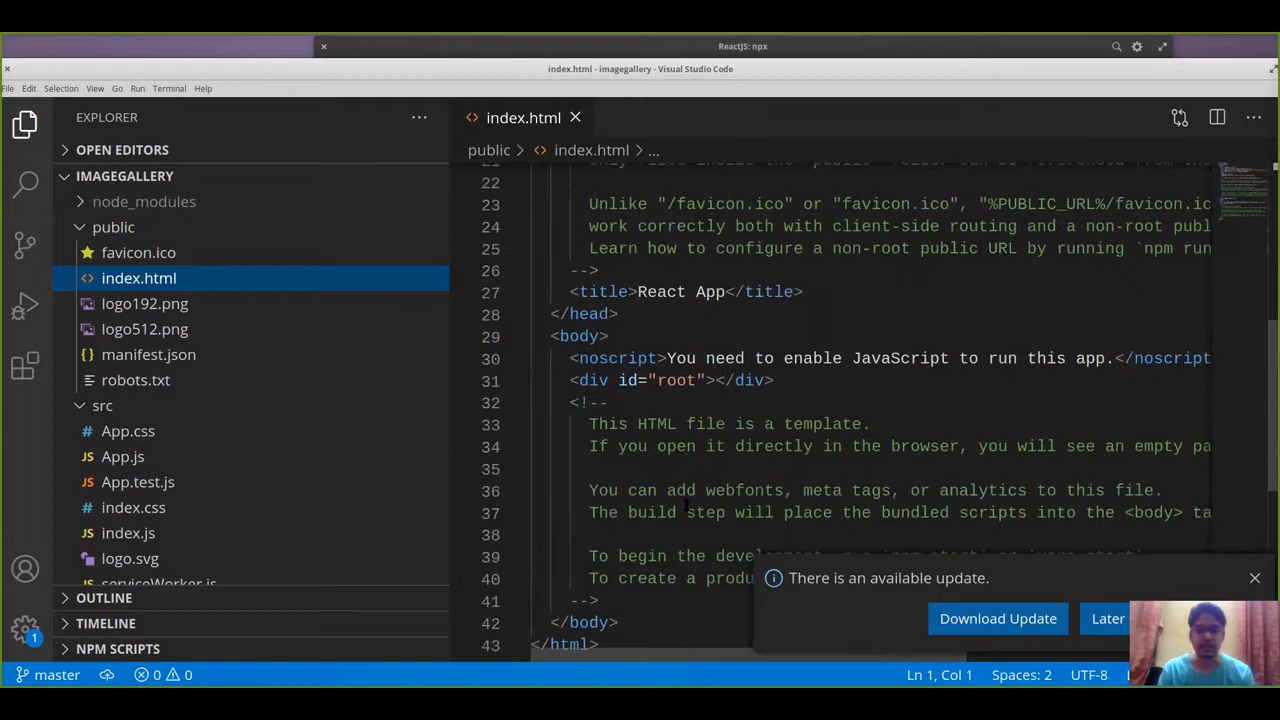 ReactJS: npx
index.html - imagegallery - Visual Studio Code
File Edit Selection View Go Run Terminal Help
EXPLORER
index.html
OPEN EDITORS
public > index.html > ...
IMAGEGALLERY
node_modules
public
favicon.ico
index.html
logo192.png
logo512.png
manifest.json
robots.txt
src
App.css
App.js
App.test.js
index.css
index.js
logo.svg
serviceWorker.js
OUTLINE
TIMELINE
NPM SCRIPTS
22
23 Unlike "/favicon.ico" or "favicon.ico", "%PUBLIC_URL%/favicon.ic
24 work correctly both with client-side routing and a non-root publ
25 Learn how to configure a non-root public URL by running `npm run
26 -->
27 <title>React App</title>
28 </head>
29 <body>
30 <noscript>You need to enable JavaScript to run this app.</noscript
31 <div id="root"></div>
32 <!--
33 This HTML file is a template.
34 If you open it directly in the browser, you will see an empty pa
35
36 You can add webfonts, meta tags, or analytics to this file.
37 The build step will place the bundled scripts into the <body> ta
38
39 To begin the development, run `npm start` or `yarn start`.
40 To create a produ
41 -->
42 </body>
43 </html>
There is an available update.
Download Update Later
1
master 0 0 Ln 1, Col 1 Spaces: 2 UTF-8